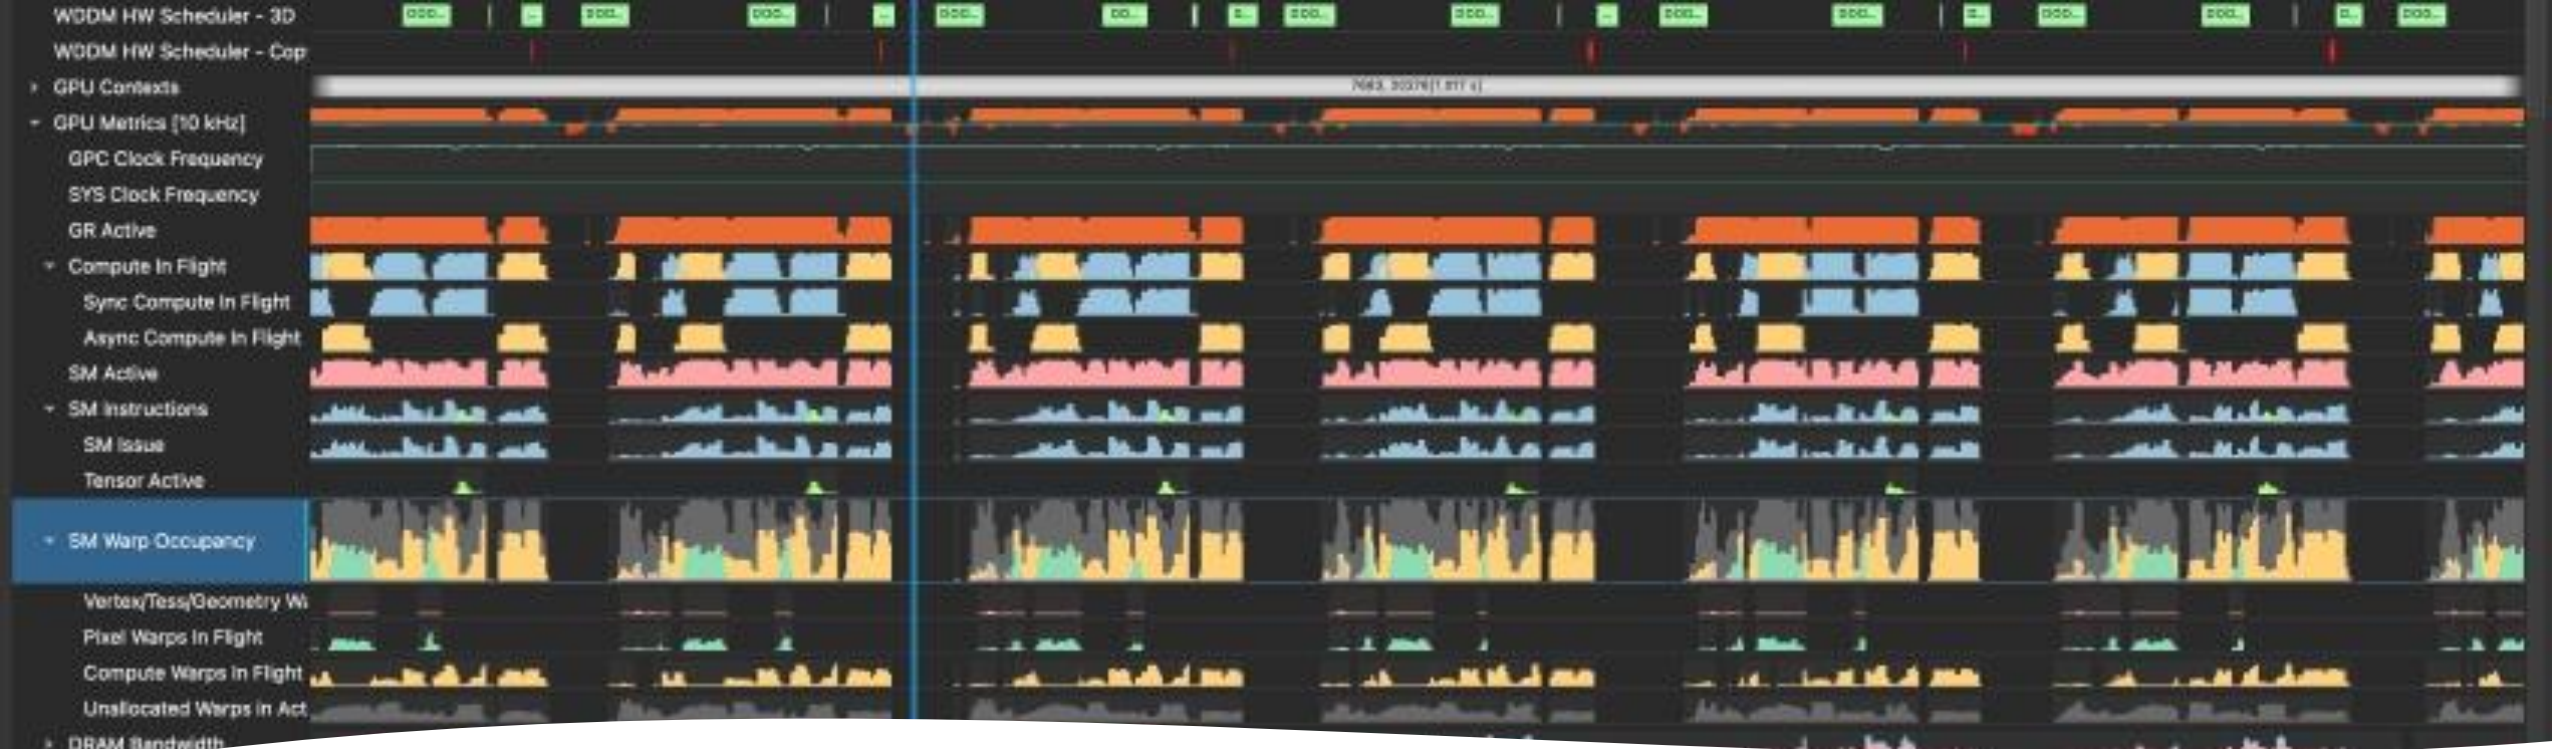 WDDM HW Scheduler - 3D
WDDM HW Scheduler - Cop
GPU Contexts
GPU Metrics [10 kHz]
GPC Clock Frequency
SYS Clock Frequency
GR Active
Compute In Flight
Sync Compute In Flight
Async Compute In Flight
SM Active
SM Instructions
SM Issue
Tensor Active
SM Warp Occupancy
Vertex/Tess/Geometry Wa
Pixel Warps In Flight
Compute Warps In Flight
Unallocated Warps in Act
DRAM Bandwidth